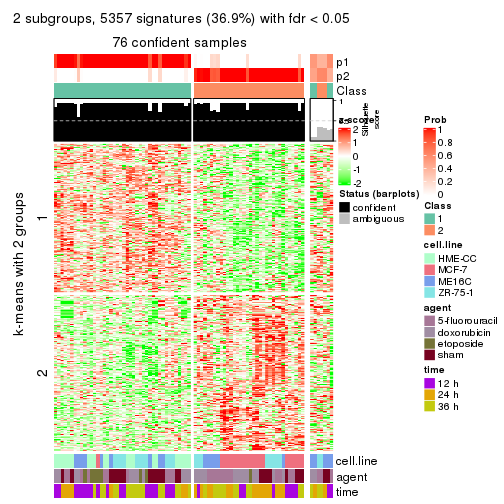 2 subgroups, 5357 signatures (36.9%) with fdr < 0.05
76 confident samples
p1
p2
Class
1
0.5
Silhouette
score
z-score
2
1
0
-1
-2
Status (barplots)
confident
ambiguous
Prob
1
0.8
0.6
0.4
0.2
0
Class
1
2
cell.line
HME-CC
MCF-7
ME16C
ZR-75-1
agent
5-fluorouracil
doxorubicin
etoposide
sham
time
12 h
24 h
36 h
k-means with 2 groups
1
2
cell.line
agent
time